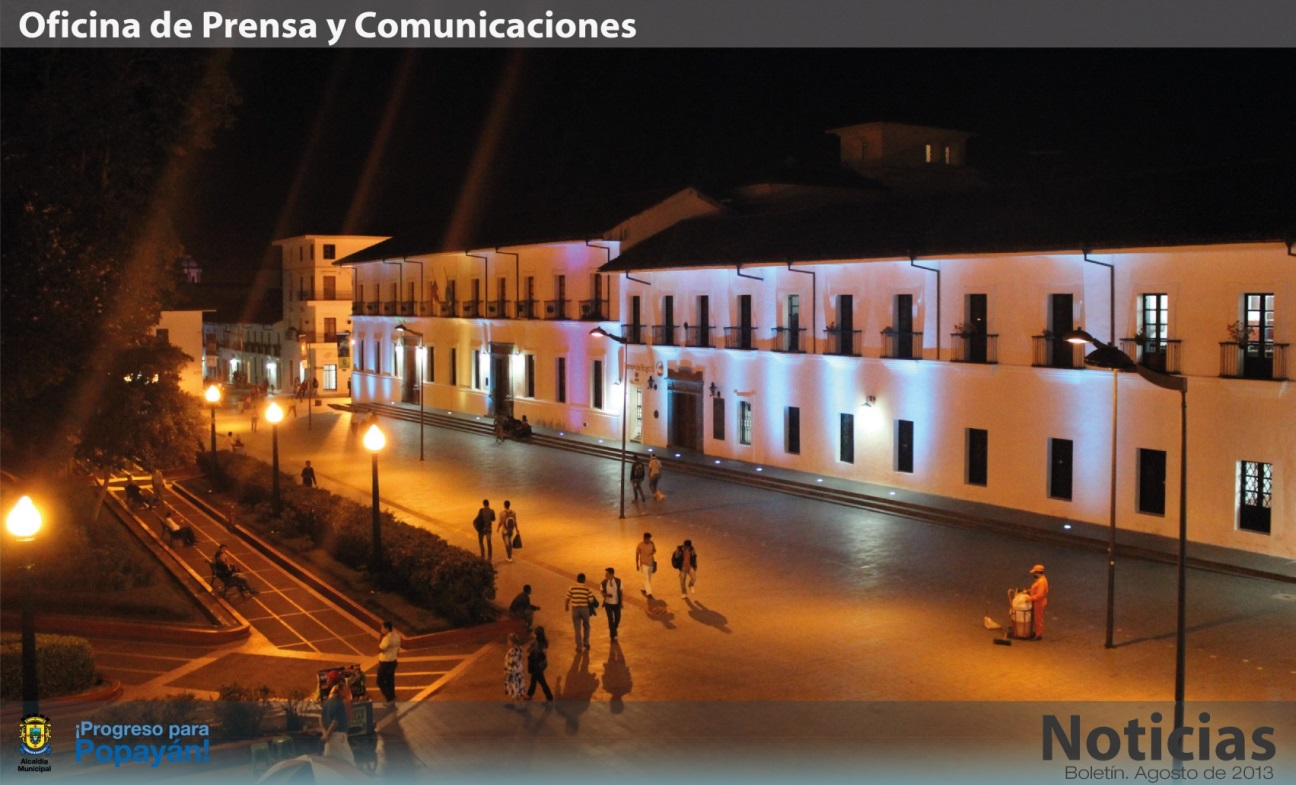 Oficina de Prensa y Comunicaciones
Alcaldía
Municipal
¡Progreso para
Popayán!
Noticias
Boletín. Agosto de 2013